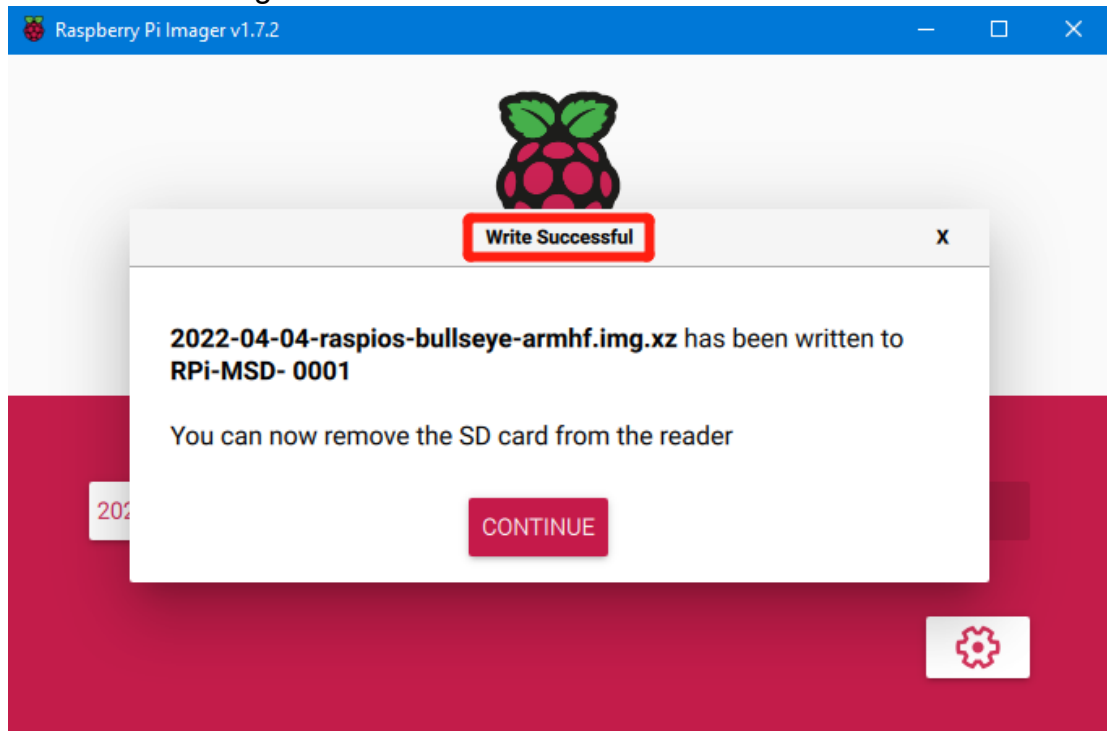 Raspberry Pi Imager v1.7.2
Write Successful
X
2022-04-04-raspios-bullseye-armhf.img.xz has been written to
RPi-MSD- 0001
You can now remove the SD card from the reader
202
CONTINUE